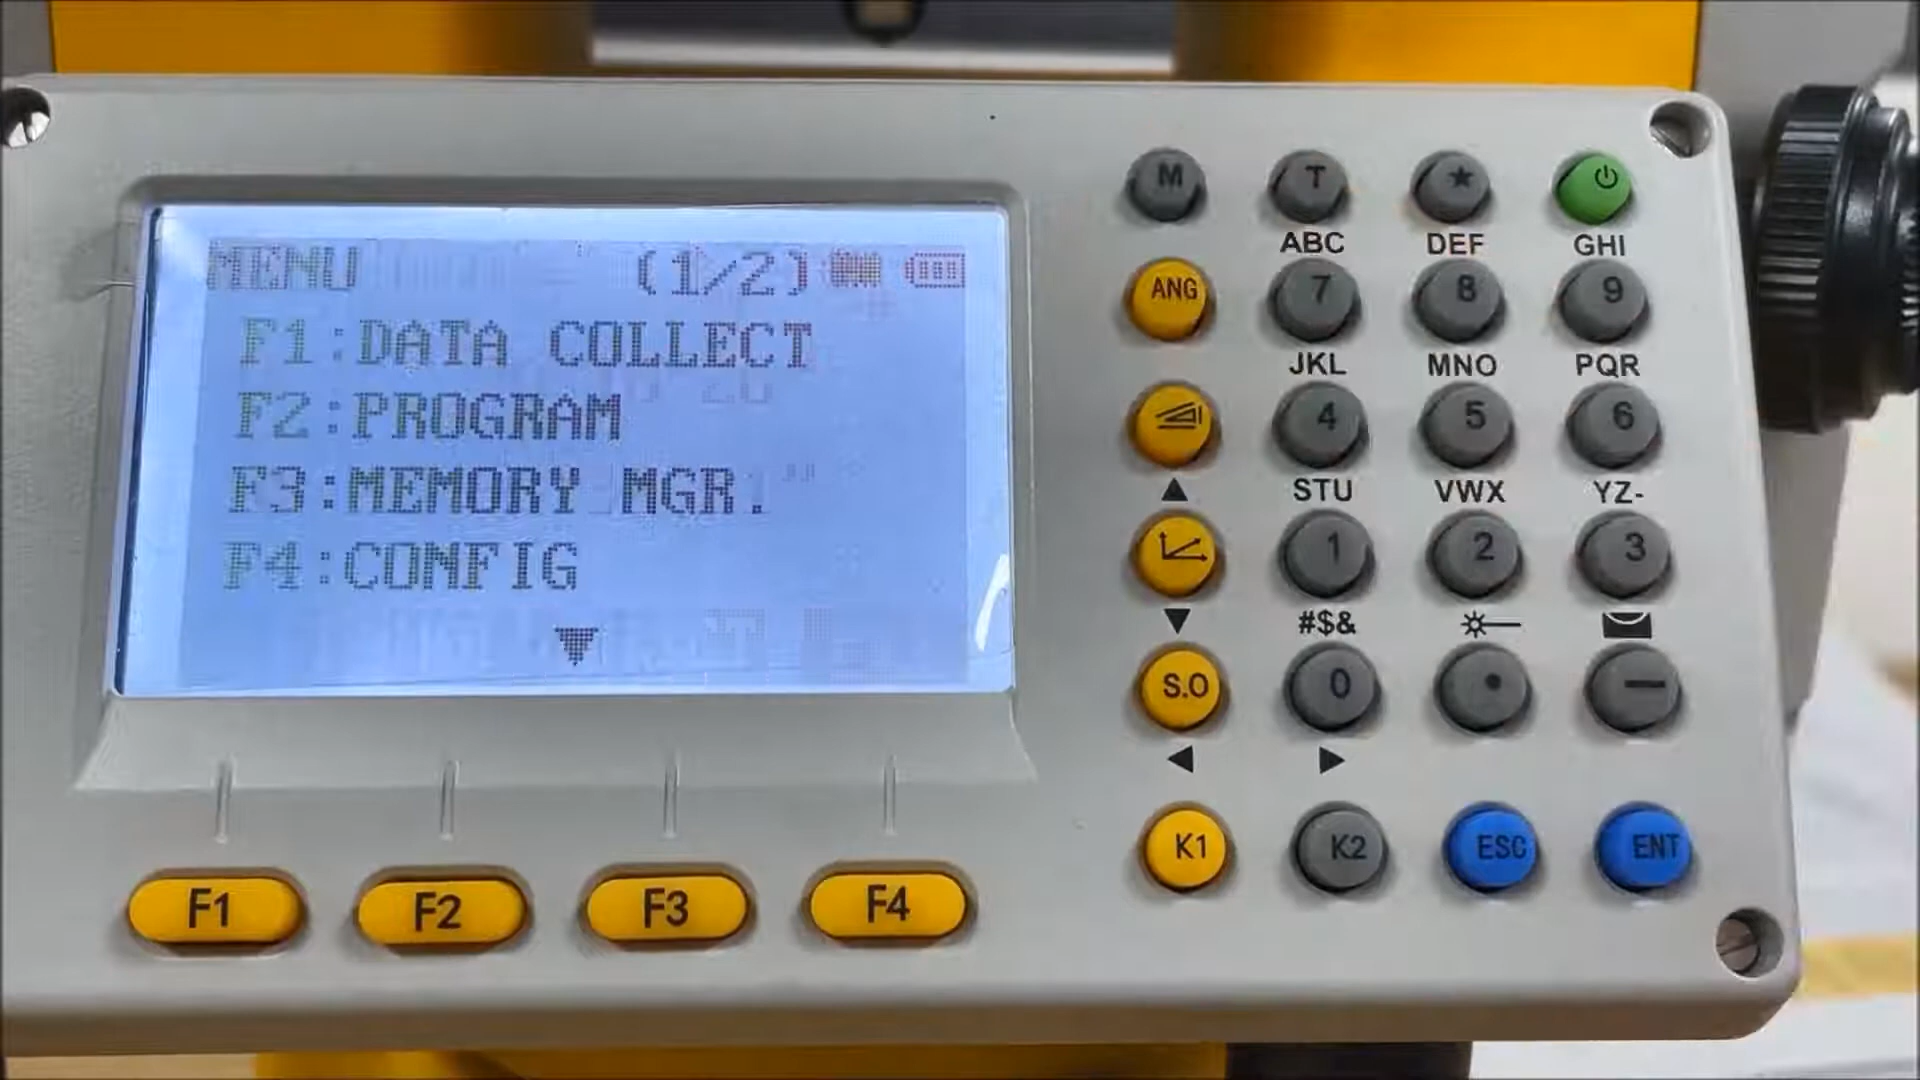 MENU (1/2)
F1:DATA COLLECT
F2:PROGRAM
F3:MEMORY MGR.
F4:CONFIG
F1 F2 F3 F4
M T ★
ABC DEF GHI
ANG 7 8 9
JKL MNO PQR
4 5 6
STU VWX YZ-
1 2 3
#$&
S.O 0 • —
K1 K2 ESC ENT